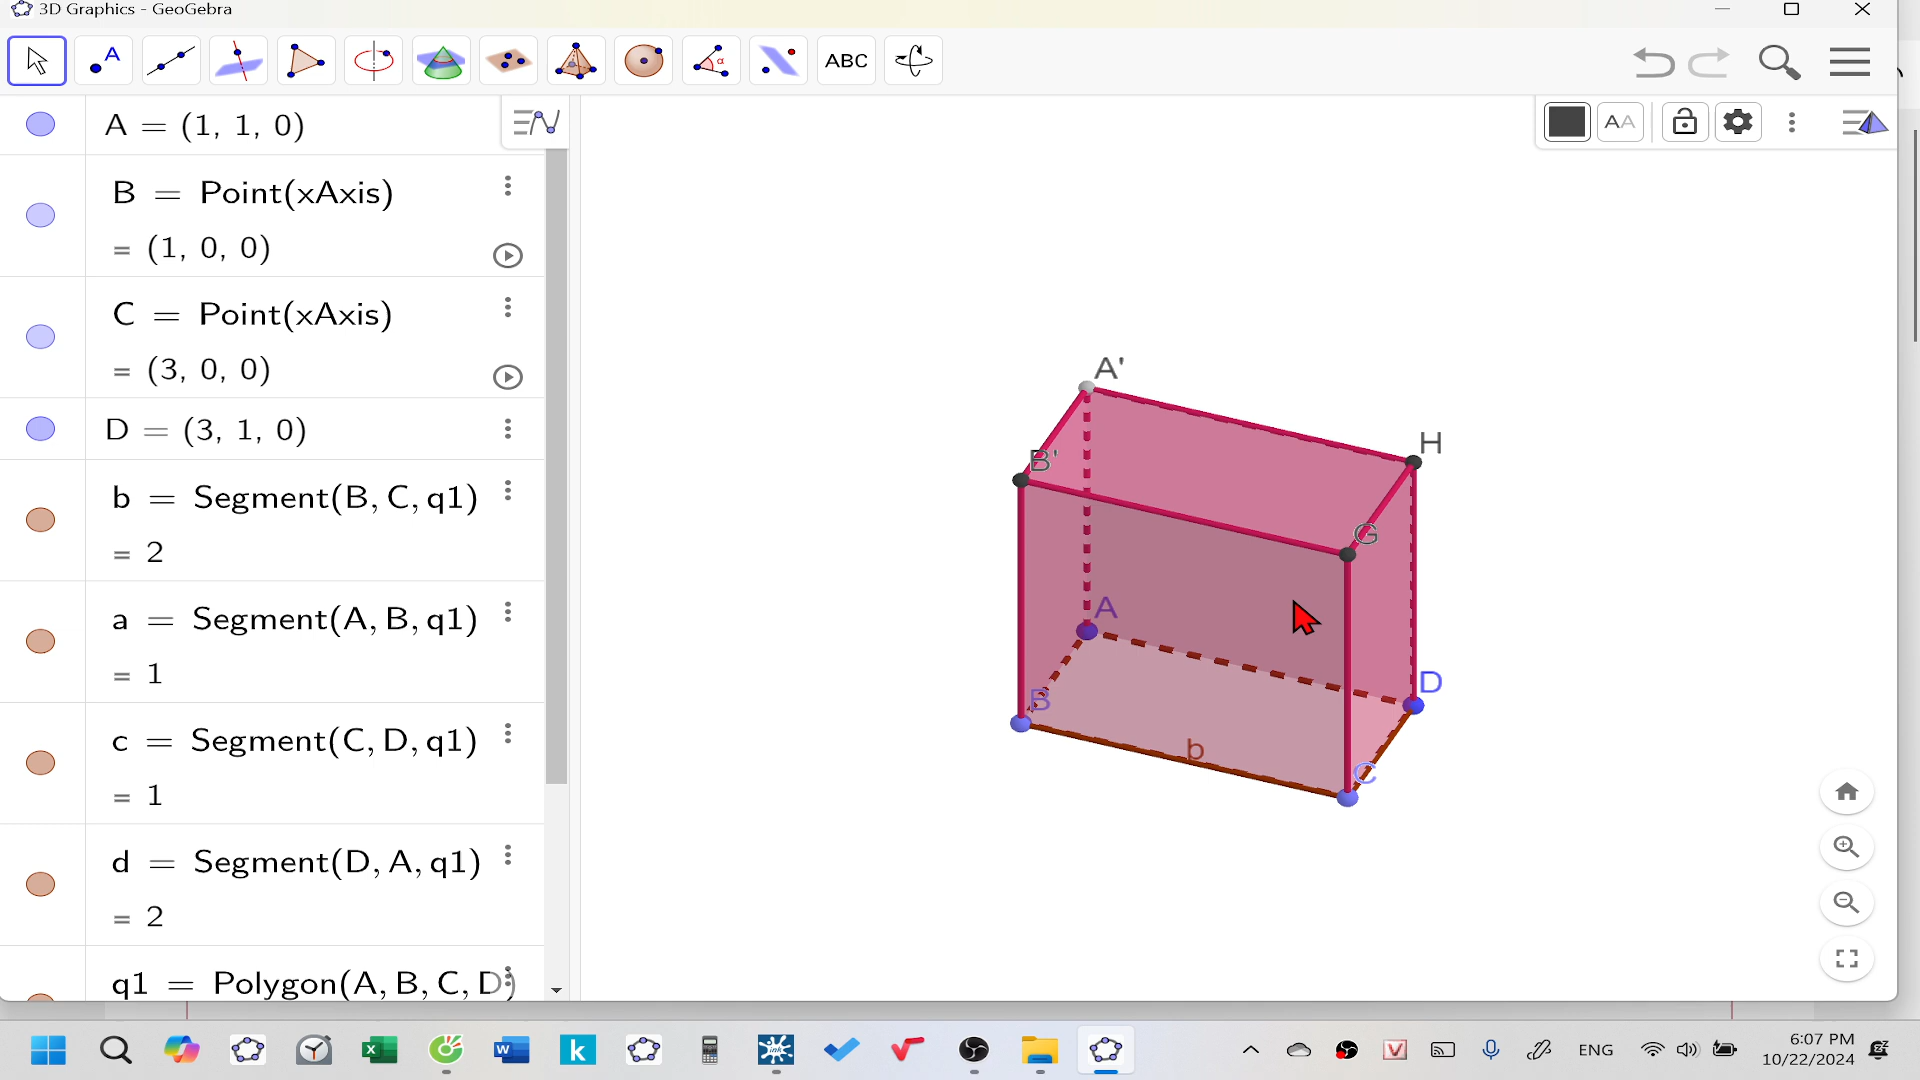 3D Graphics - GeoGebra
A
α
ABC
A = (1, 1, 0)
B = Point(xAxis)
= (1, 0, 0)
C = Point(xAxis)
= (3, 0, 0)
D = (3, 1, 0)
b = Segment(B, C, q1)
= 2
a = Segment(A, B, q1)
= 1
c = Segment(C, D, q1)
= 1
d = Segment(D, A, q1)
= 2
q1 = Polygon(A, B, C, D)
AA
A'
H
B'
G
A
D
B
b
C
W
k
ink
V
ENG
6:07 PM
10/22/2024